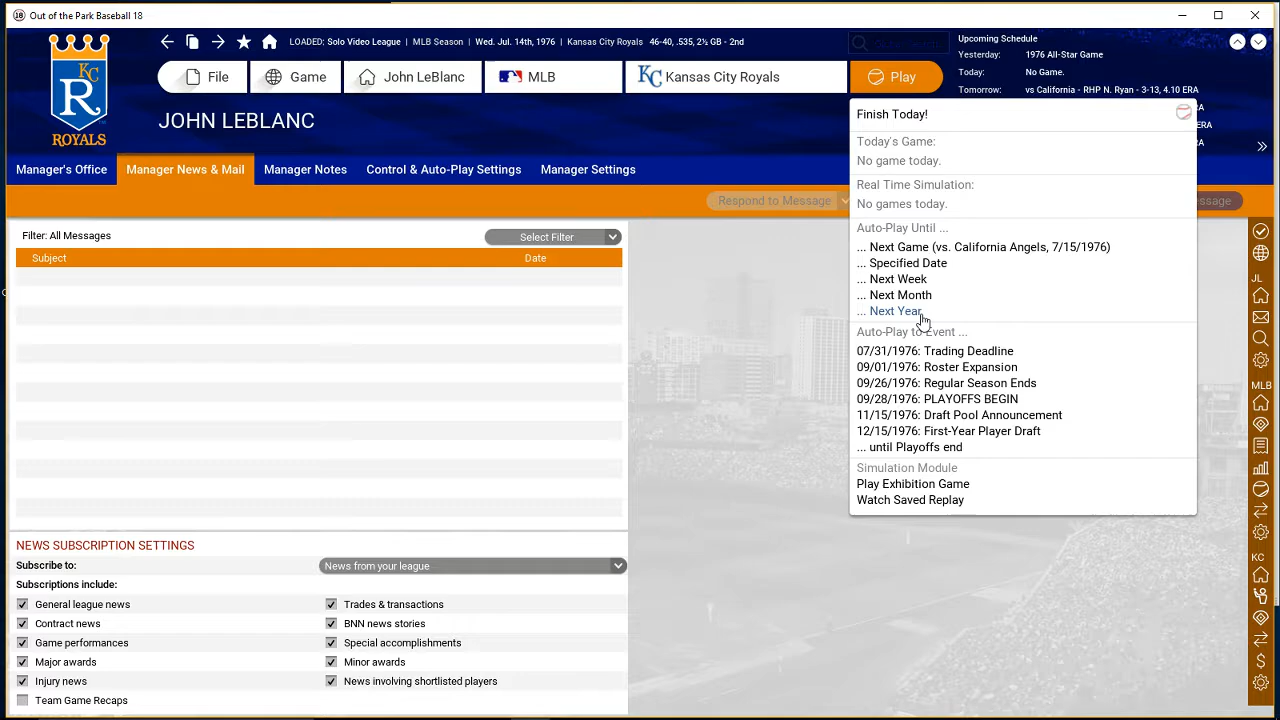 Out of the Park Baseball 18
LOADED: Solo Video League | MLB Season | Wed. Jul. 14th, 1976 | Kansas City Royals 46-40, .535, 2½ GB - 2nd
Upcoming Schedule
Yesterday: 1976 All-Star Game
Today: No Game.
Tomorrow: vs California - RHP N. Ryan - 3-13, 4.10 ERA
File
Game
John LeBlanc
MLB
Kansas City Royals
Play
KC
R
ROYALS
JOHN LEBLANC
Manager's Office
Manager News & Mail
Manager Notes
Control & Auto-Play Settings
Manager Settings
Respond to Message
Finish Today!
Today's Game:
No game today.
Real Time Simulation:
No games today.
Auto-Play Until ...
... Next Game (vs. California Angels, 7/15/1976)
... Specified Date
... Next Week
... Next Month
... Next Year
Auto-Play to Event ...
07/31/1976: Trading Deadline
09/01/1976: Roster Expansion
09/26/1976: Regular Season Ends
09/28/1976: PLAYOFFS BEGIN
11/15/1976: Draft Pool Announcement
12/15/1976: First-Year Player Draft
... until Playoffs end
Simulation Module
Play Exhibition Game
Watch Saved Replay
Filter: All Messages
Select Filter
Subject Date
NEWS SUBSCRIPTION SETTINGS
Subscribe to: News from your league
Subscriptions include:
General league news Trades & transactions
Contract news BNN news stories
Game performances Special accomplishments
Major awards Minor awards
Injury news News involving shortlisted players
Team Game Recaps
JL
MLB
KC